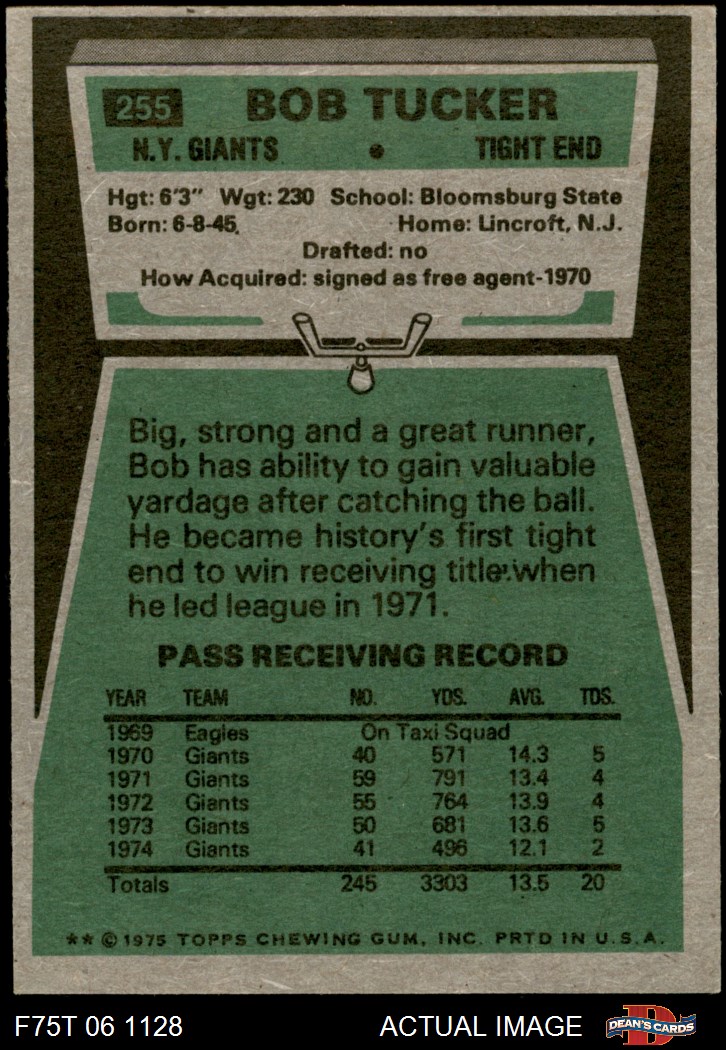 255 BOB TUCKER
N.Y. GIANTS • TIGHT END
Hgt: 6'3" Wgt: 230 School: Bloomsburg State
Born: 6-8-45. Home: Lincroft, N.J.
Drafted: no
How Acquired: signed as free agent-1970
Big, strong and a great runner,
Bob has ability to gain valuable
yardage after catching the ball.
He became history's first tight
end to win receiving title when
he led league in 1971.
PASS RECEIVING RECORD
YEAR TEAM NO. YDS. AVG. TDS.
1969 Eagles On Taxi Squad
1970 Giants 40 571 14.3 5
1971 Giants 59 791 13.4 4
1972 Giants 55 764 13.9 4
1973 Giants 50 681 13.6 5
1974 Giants 41 496 12.1 2
Totals 245 3303 13.5 20
** © 1975 TOPPS CHEWING GUM, INC. PRTD IN U.S.A.
F75T 06 1128 ACTUAL IMAGE D DEAN'S CARDS